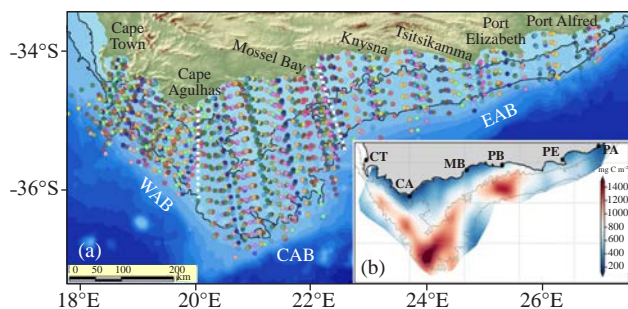 Cape
Town
Cape
Agulhas
Mossel Bay
Knysna
Tsitsikamma
Port
Elizabeth
Port Alfred
-34°S
-36°S
WAB
CAB
EAB
(a)
0 50 100 200
km
18°E 20°E 22°E 24°E 26°E
CT
CA
MB
PB
PE
PA
(b)
mg C m⁻²
1400
1200
1000
800
600
400
200